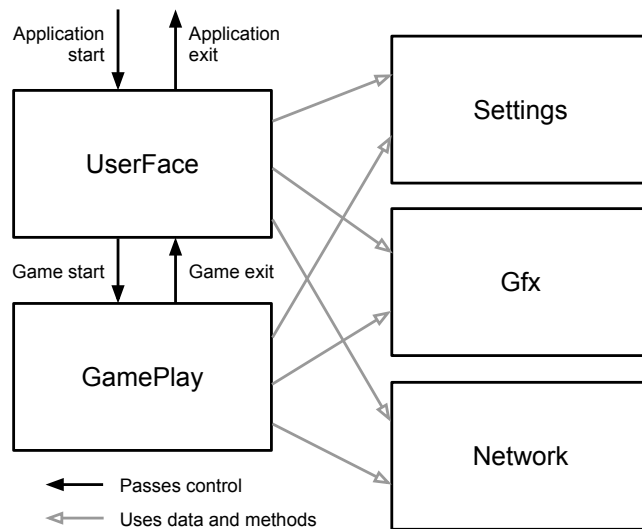 Application
start
Application
exit
UserFace
Settings
Game start
Game exit
Gfx
GamePlay
Network
Passes control
Uses data and methods